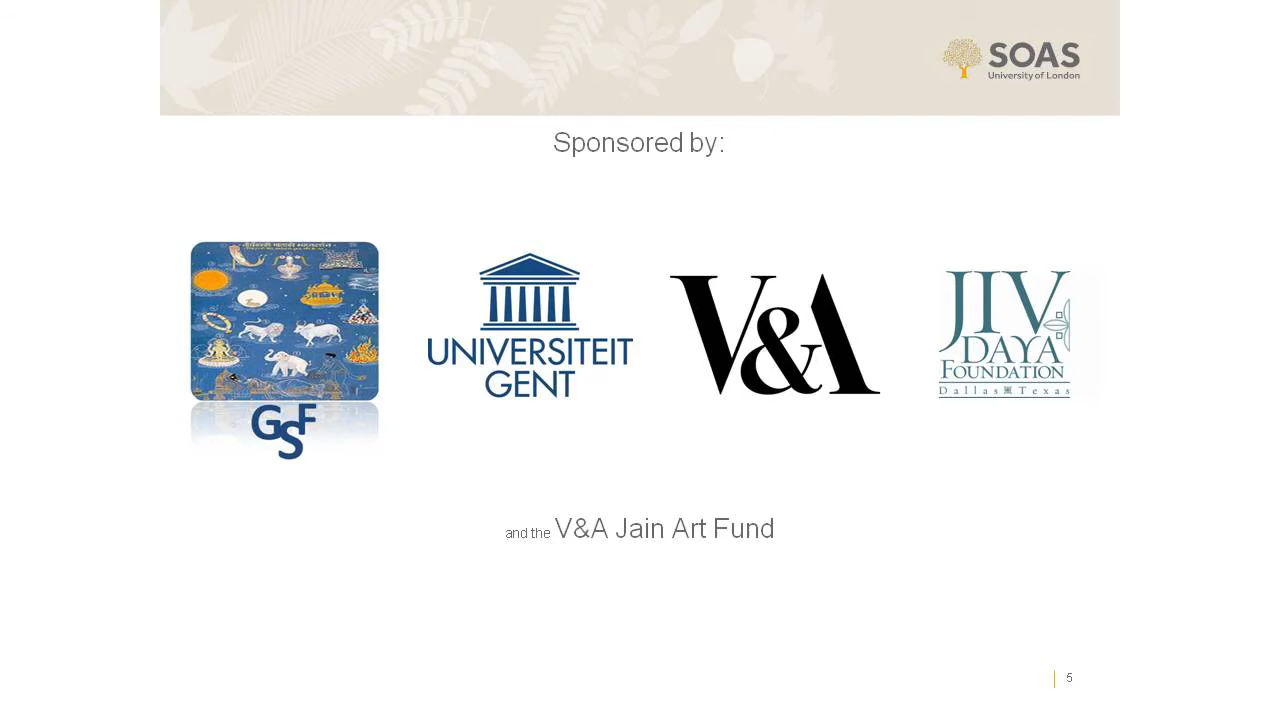 SOAS
University of London
Sponsored by:
UNIVERSITEIT
GENT
V&A
JIV
DAYA
FOUNDATION
Dallas Texas
GSF
and the V&A Jain Art Fund
5